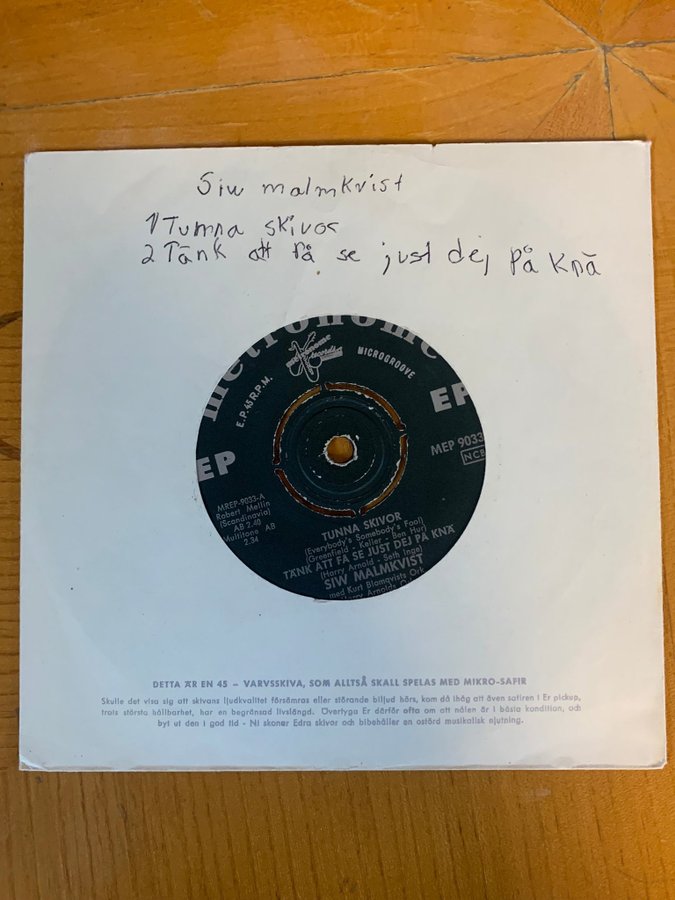 Siw malmkvist
1) Tumna skivor
2 Tänk att få se just dej på Knä
metronome
metronome records
MICROGROOVE
E.P. 45 R.P.M.
EP
EP
MEP 9033
NCB
MREP-9033-A
Robert Mellin
(Scandinavia)
AB 2.40
Multitone AB
2.34
TUNNA SKIVOR
(Everybody's Somebody's Fool)
(Greenfield - Keller - Ben Hur)
TÄNK ATT FÅ SE JUST DEJ PÅ KNÄ
(Harry Arnold - Seth Inge)
SIW MALMKVIST
med Kurt Blomqvists Ork
Harry Arnolds
DETTA ÄR EN 45 – VARVSSKIVA, SOM ALLTSÅ SKALL SPELAS MED MIKRO-SAFIR
Skulle det visa sig att skivans ljudkvalitet försämras eller störande biljud hörs, kom då ihåg att även safiren i Er pickup,
trots största hållbarhet, har en begränsad livslängd. Övertyga Er därför ofta om att nålen är i bästa kondition, och
byt ut den i god tid - Ni skonar Edra skivor och bibehåller en ostörd musikalisk njutning.